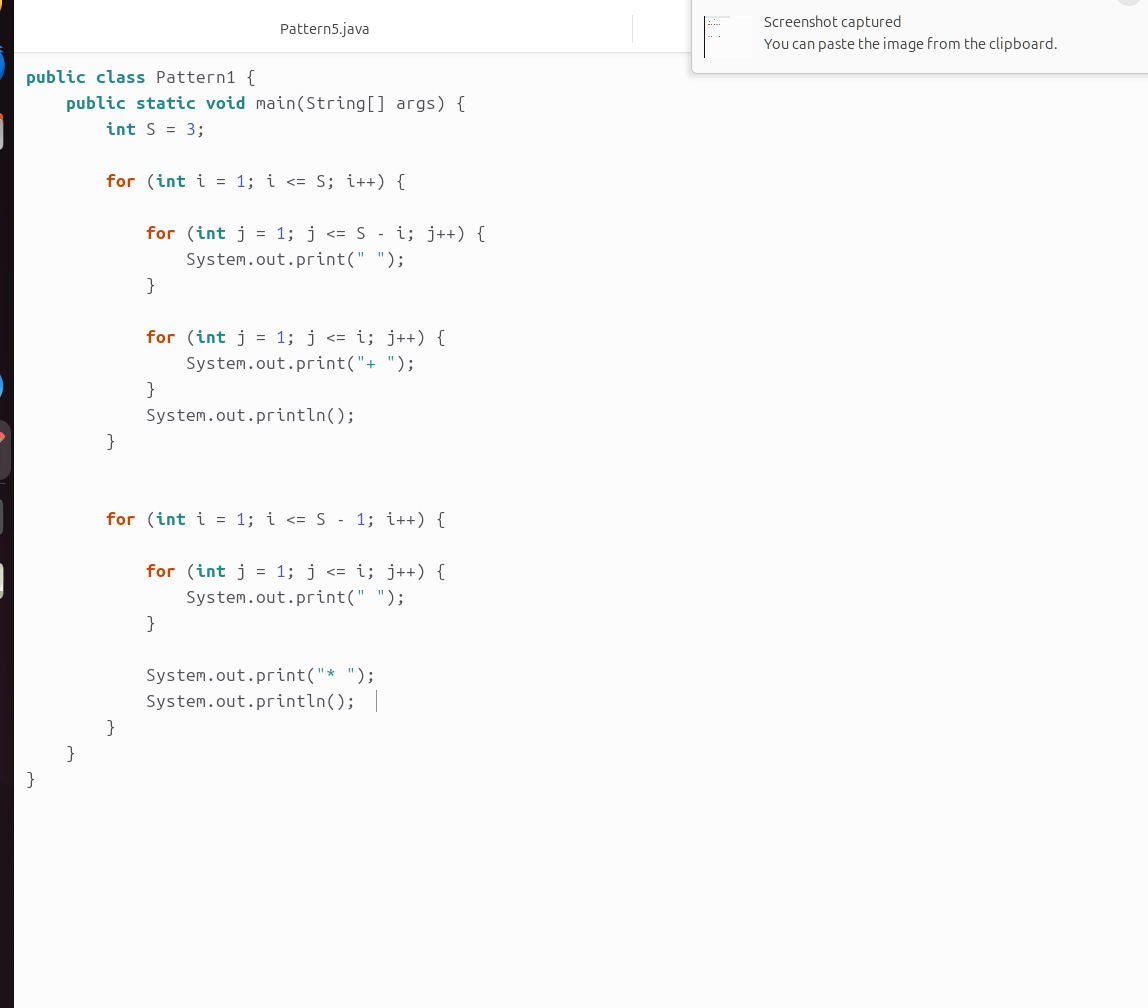 Pattern5.java
Screenshot captured
You can paste the image from the clipboard.
public class Pattern1 {
    public static void main(String[] args) {
        int S = 3;

        for (int i = 1; i <= S; i++) {

            for (int j = 1; j <= S - i; j++) {
                System.out.print(" ");
            }

            for (int j = 1; j <= i; j++) {
                System.out.print("+ ");
            }
            System.out.println();
        }


        for (int i = 1; i <= S - 1; i++) {

            for (int j = 1; j <= i; j++) {
                System.out.print(" ");
            }

            System.out.print("* ");
            System.out.println();
        }
    }
}